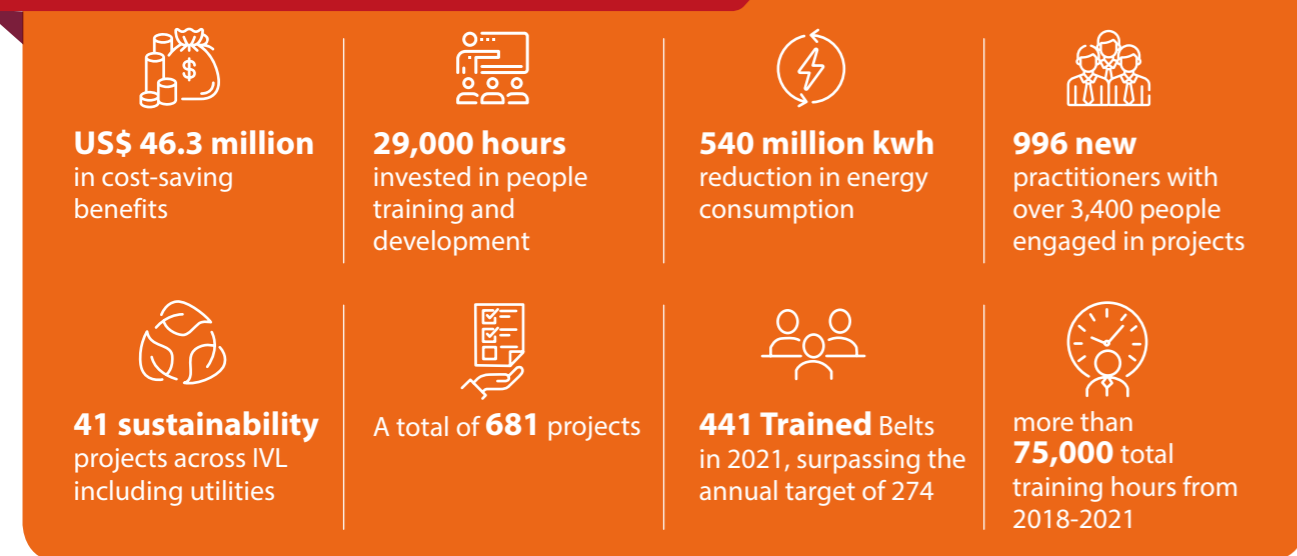 $
US$ 46.3 million
in cost-saving
benefits
29,000 hours
invested in people
training and
development
540 million kwh
reduction in energy
consumption
996 new
practitioners with
over 3,400 people
engaged in projects
41 sustainability
projects across IVL
including utilities
A total of 681 projects
441 Trained Belts
in 2021, surpassing the
annual target of 274
more than
75,000 total
training hours from
2018-2021